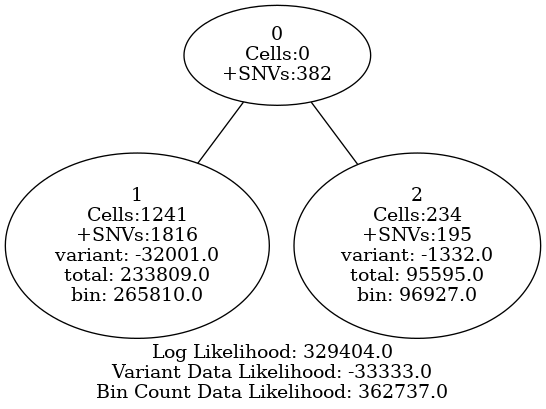 0
Cells:0
+SNVs:382
1
Cells:1241
+SNVs:1816
variant: -32001.0
total: 233809.0
bin: 265810.0
2
Cells:234
+SNVs:195
variant: -1332.0
total: 95595.0
bin: 96927.0
Log Likelihood: 329404.0
Variant Data Likelihood: -33333.0
Bin Count Data Likelihood: 362737.0